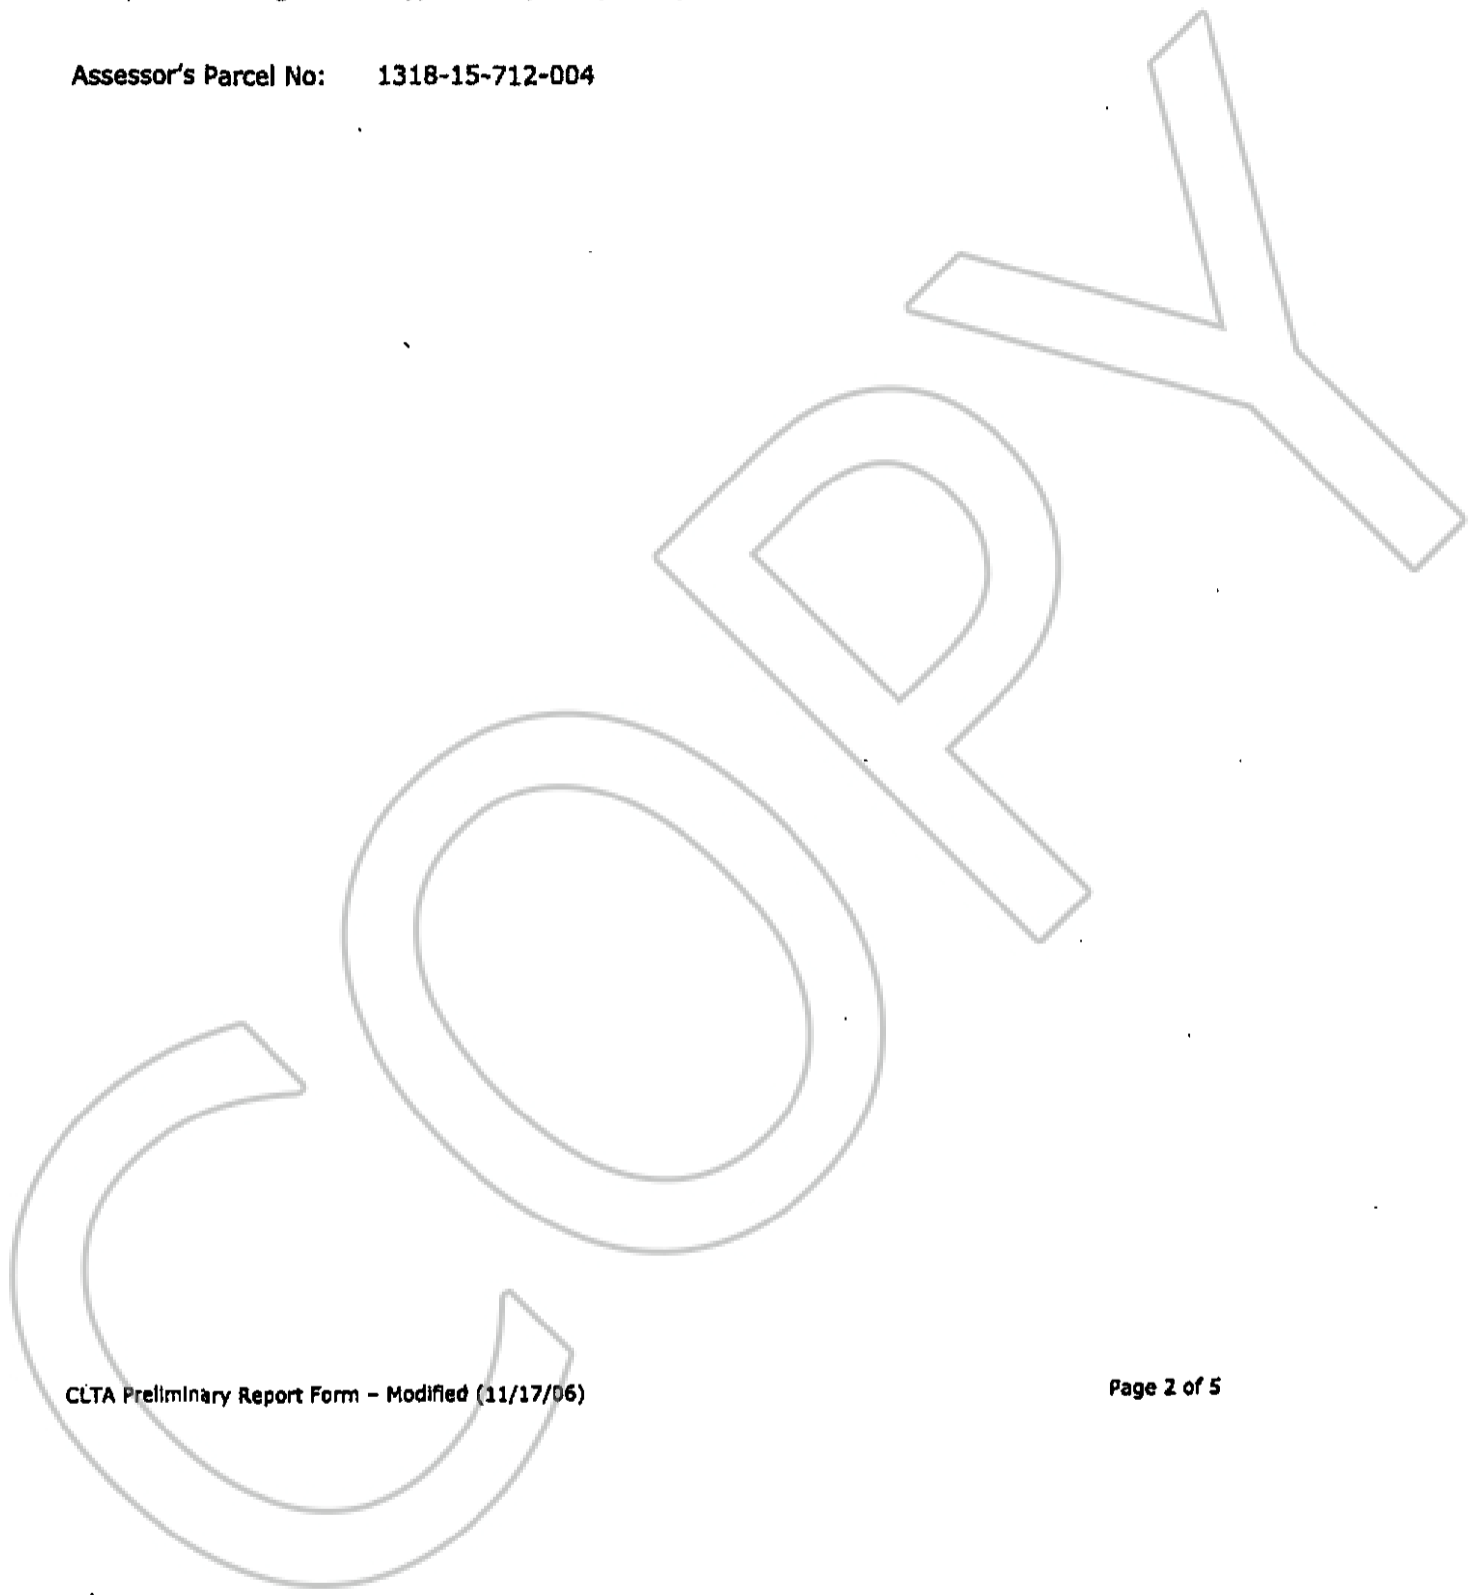 Assessor's Parcel No: 1318-15-712-004
COPY
CLTA Preliminary Report Form – Modified (11/17/06)
Page 2 of 5